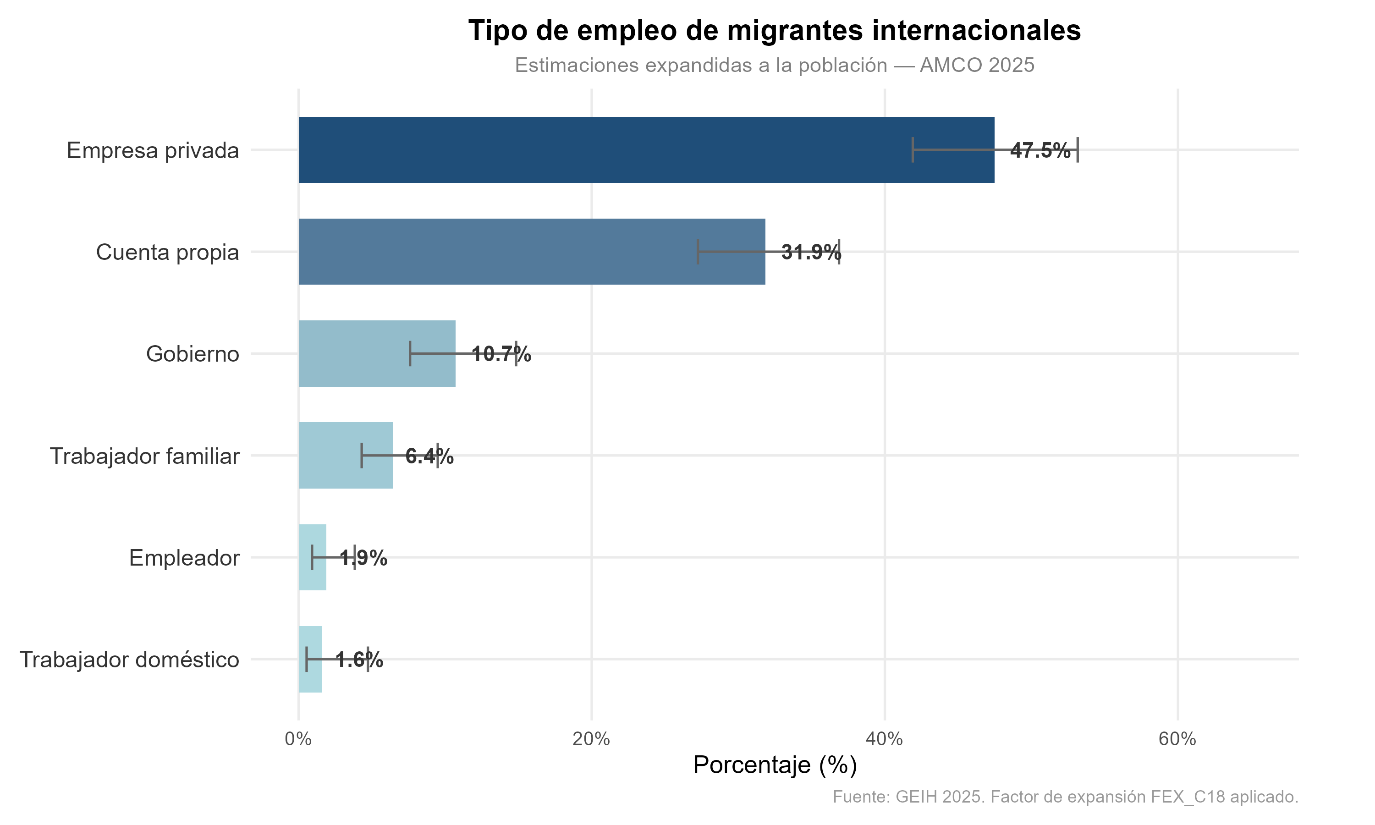 Tipo de empleo de migrantes internacionales
Estimaciones expandidas a la población — AMCO 2025
Empresa privada
47.5%
Cuenta propia
31.9%
Gobierno
10.7%
Trabajador familiar
6.4%
Empleador
1.9%
Trabajador doméstico
1.6%
0%
20%
40%
60%
Porcentaje (%)
Fuente: GEIH 2025. Factor de expansión FEX_C18 aplicado.